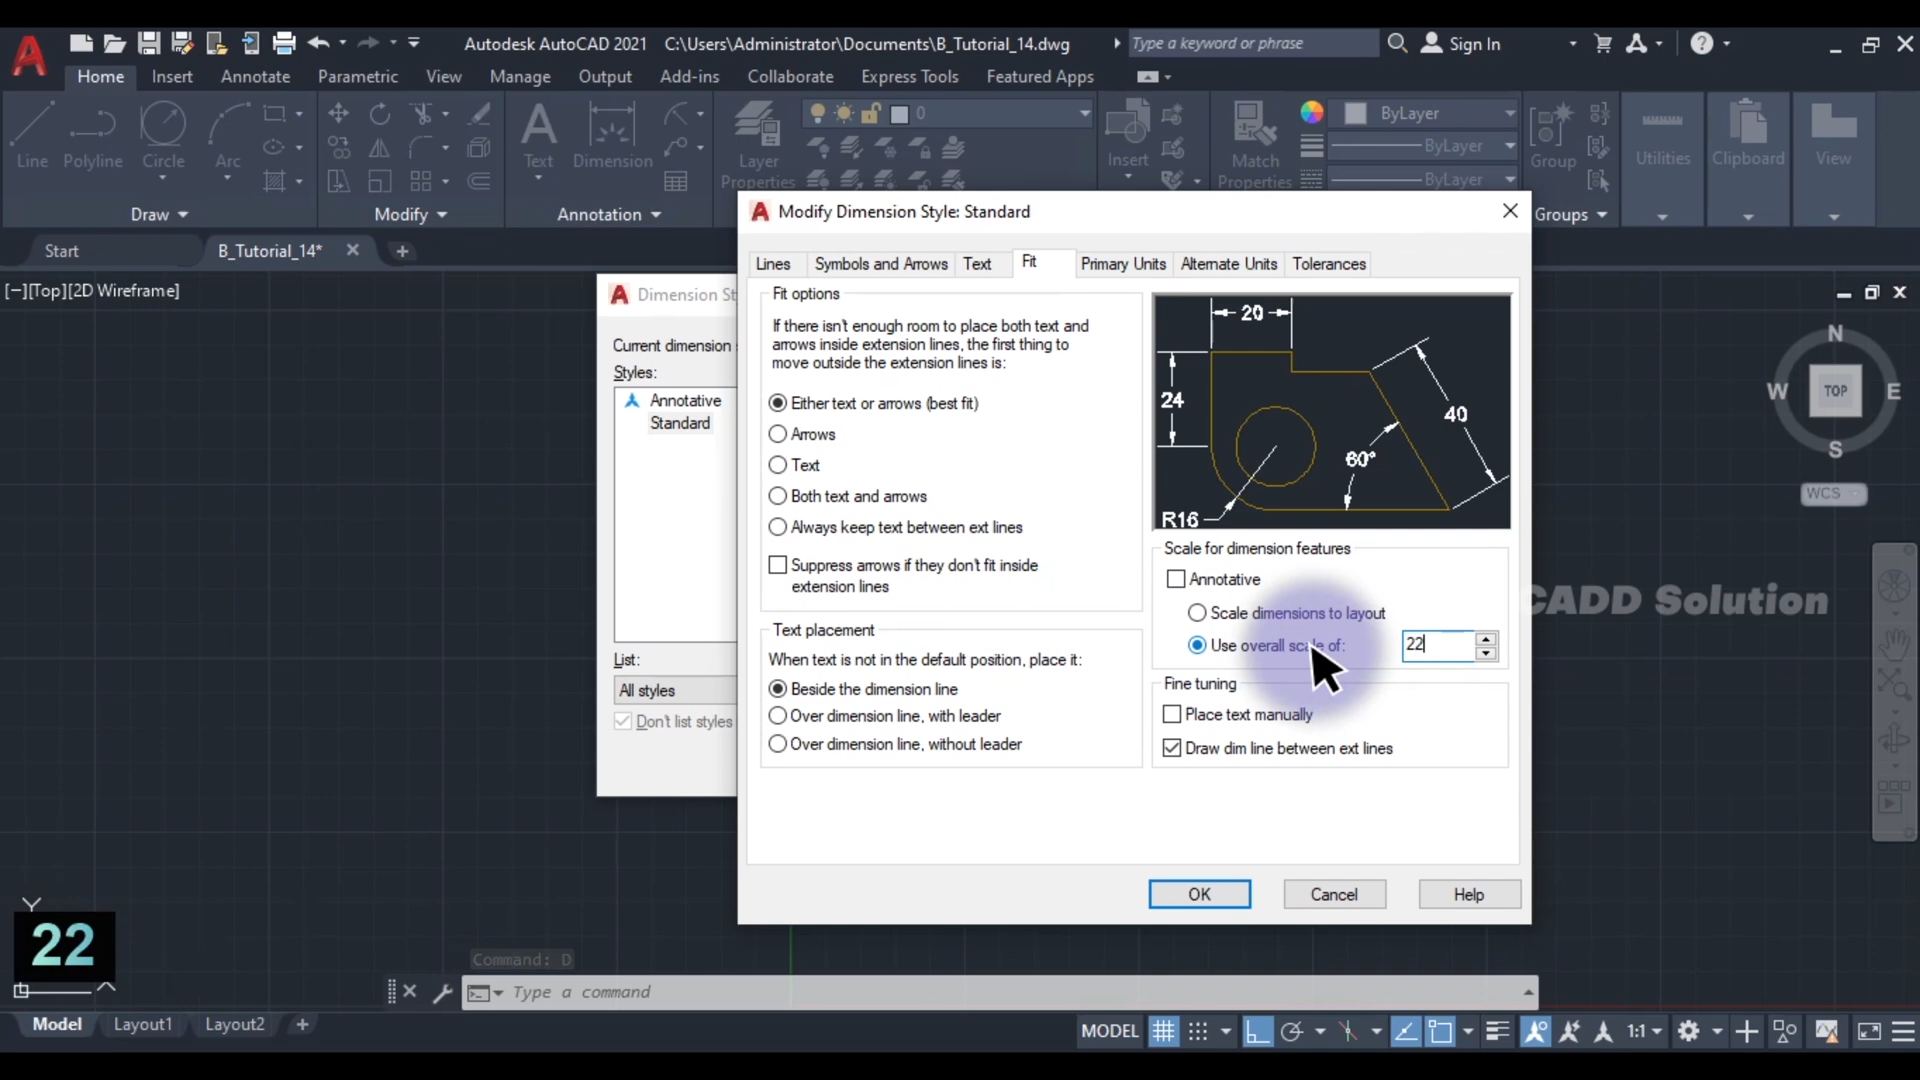 Autodesk AutoCAD 2021 C:\Users\Administrator\Documents\B_Tutorial_14.dwg
Type a keyword or phrase
Sign In
Home Insert Annotate Parametric View Manage Output Add-ins Collaborate Express Tools Featured Apps
0
ByLayer
ByLayer
ByLayer
Line Polyline Circle Arc
Text Dimension
Layer
Properties
Insert
Match
Properties
Group
Utilities
Clipboard
View
Draw
Modify
Annotation
Groups
Start
B_Tutorial_14*
[−][Top][2D Wireframe]
Dimension St
Current dimension
Styles:
Annotative
Standard
List:
All styles
Don't list styles
Modify Dimension Style: Standard
Lines Symbols and Arrows Text Fit Primary Units Alternate Units Tolerances
Fit options
If there isn't enough room to place both text and
arrows inside extension lines, the first thing to
move outside the extension lines is:
Either text or arrows (best fit)
Arrows
Text
Both text and arrows
Always keep text between ext lines
Suppress arrows if they don't fit inside
extension lines
Text placement
When text is not in the default position, place it:
Beside the dimension line
Over dimension line, with leader
Over dimension line, without leader
20
24
40
60°
R16
Scale for dimension features
Annotative
Scale dimensions to layout
Use overall scale of:
22
Fine tuning
Place text manually
Draw dim line between ext lines
OK
Cancel
Help
N
W
TOP
E
S
WCS
CADD Solution
Y
22
Command: D
Type a command
Model Layout1 Layout2
MODEL
1:1